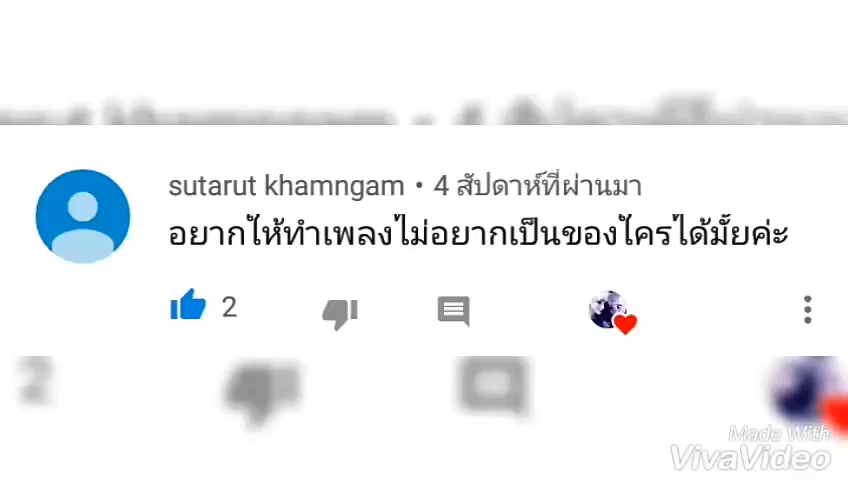 sutarut khamngam • 4 สัปดาห์ที่ผ่านมา
อยากให้ทำเพลงไม่อยากเป็นของใครได้มั้ยค่ะ
2
Made With
VivaVideo